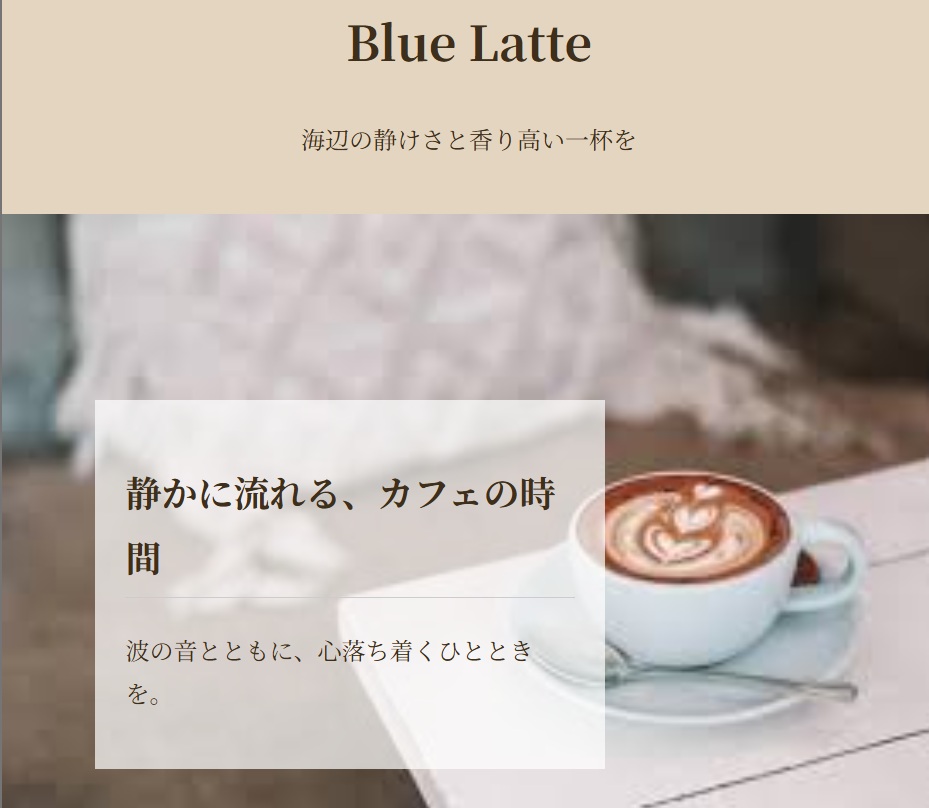 Blue Latte
海辺の静けさと香り高い一杯を
静かに流れる、カフェの時
間
波の音とともに、心落ち着くひととき
を。